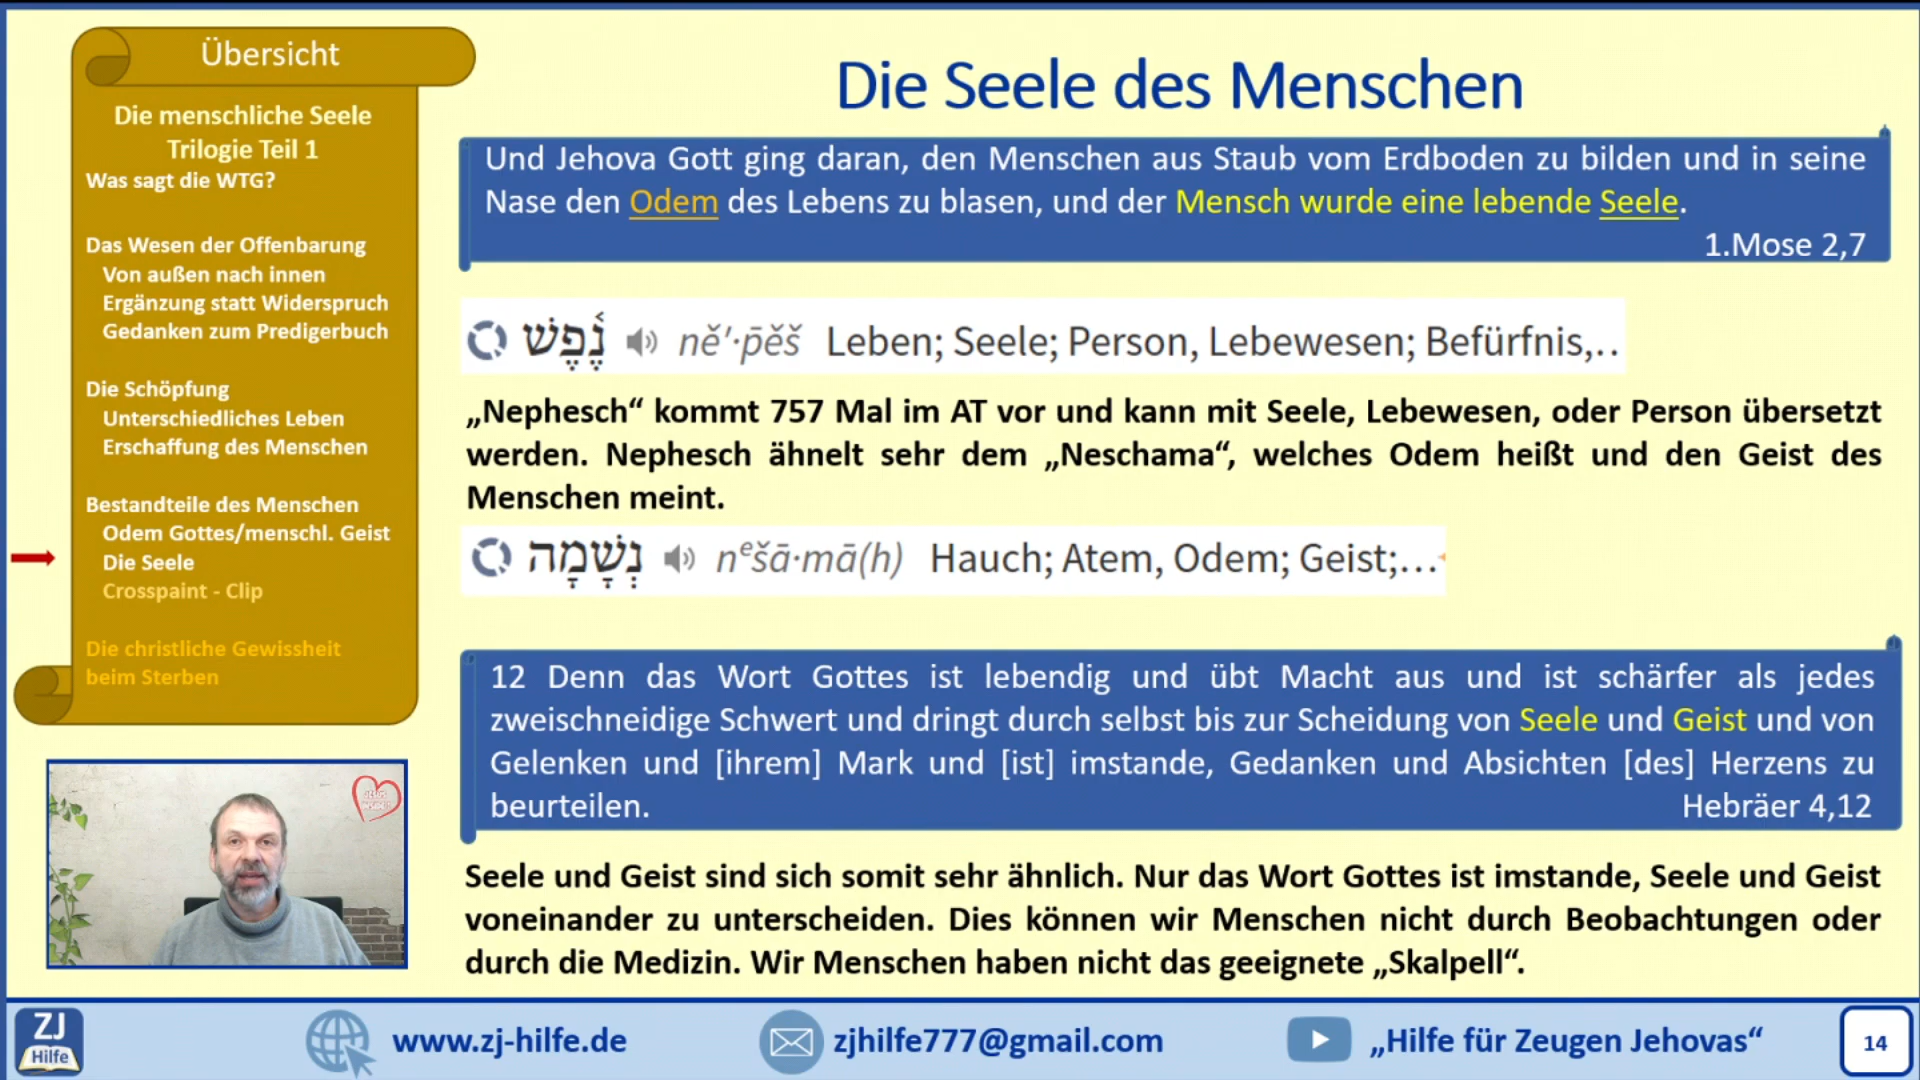 Übersicht
Die menschliche Seele
Trilogie Teil 1
Was sagt die WTG?
Das Wesen der Offenbarung
Von außen nach innen
Ergänzung statt Widerspruch
Gedanken zum Predigerbuch
Die Schöpfung
Unterschiedliches Leben
Erschaffung des Menschen
Bestandteile des Menschen
Odem Gottes/menschl. Geist
Die Seele
Crosspaint - Clip
Die christliche Gewissheit
beim Sterben
Die Seele des Menschen
Und Jehova Gott ging daran, den Menschen aus Staub vom Erdboden zu bilden und in seine
Nase den Odem des Lebens zu blasen, und der Mensch wurde eine lebende Seele.
1.Mose 2,7
נֶ֫פֶשׁ nĕʹ·p̄ĕš Leben; Seele; Person, Lebewesen; Befürfnis,..
„Nephesch“ kommt 757 Mal im AT vor und kann mit Seele, Lebewesen, oder Person übersetzt
werden. Nephesch ähnelt sehr dem „Neschama“, welches Odem heißt und den Geist des
Menschen meint.
נְשָׁמָה nᵉšā·mā(h) Hauch; Atem, Odem; Geist;...
12 Denn das Wort Gottes ist lebendig und übt Macht aus und ist schärfer als jedes
zweischneidige Schwert und dringt durch selbst bis zur Scheidung von Seele und Geist und von
Gelenken und [ihrem] Mark und [ist] imstande, Gedanken und Absichten [des] Herzens zu
beurteilen. Hebräer 4,12
Seele und Geist sind sich somit sehr ähnlich. Nur das Wort Gottes ist imstande, Seele und Geist
voneinander zu unterscheiden. Dies können wir Menschen nicht durch Beobachtungen oder
durch die Medizin. Wir Menschen haben nicht das geeignete „Skalpell“.
ZJ
Hilfe
www.zj-hilfe.de
zjhilfe777@gmail.com
„Hilfe für Zeugen Jehovas“
14